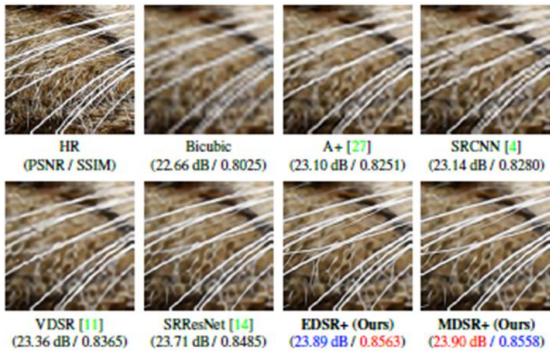 HR
(PSNR / SSIM)
Bicubic
(22.66 dB / 0.8025)
A+ [27]
(23.10 dB / 0.8251)
SRCNN [4]
(23.14 dB / 0.8280)
VDSR [11]
(23.36 dB / 0.8365)
SRResNet [14]
(23.71 dB / 0.8485)
EDSR+ (Ours)
(23.89 dB / 0.8563)
MDSR+ (Ours)
(23.90 dB / 0.8558)